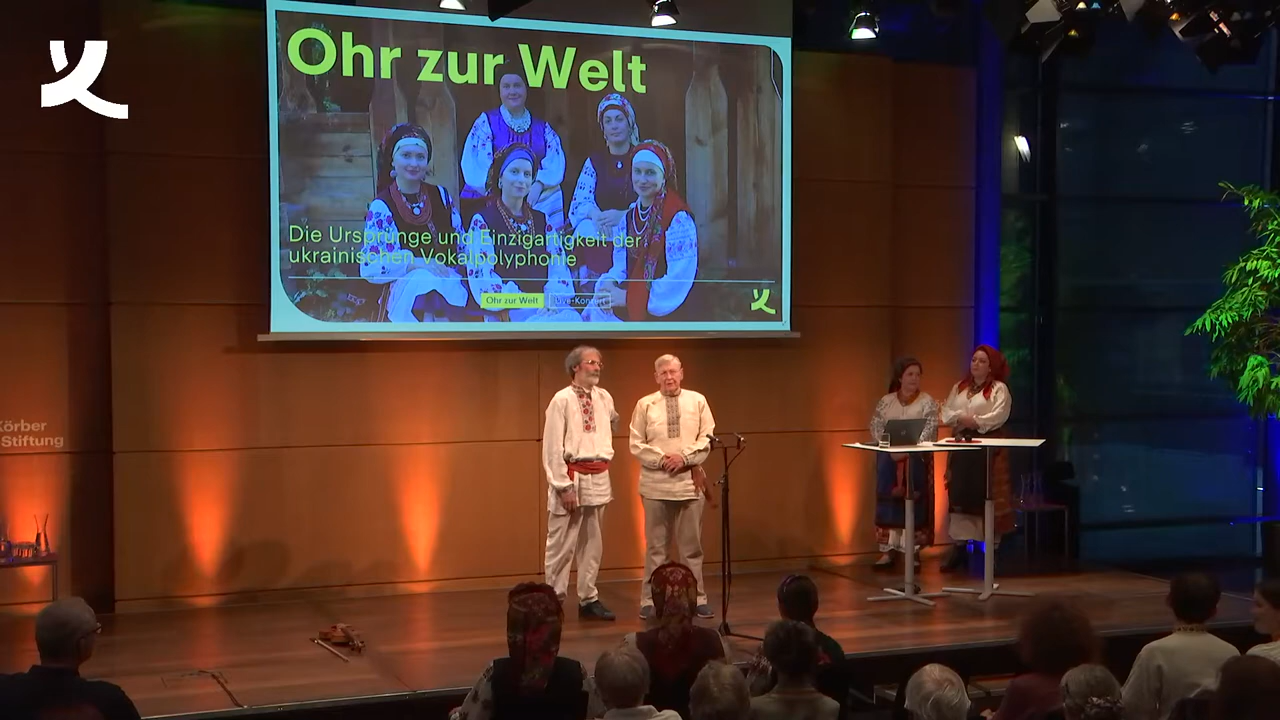 Ohr zur Welt
Die Ursprünge und Einzigartigkeit der
ukrainischen Vokalpolyphonie
Ohr zur Welt
Live-Konzert
Körber
Stiftung